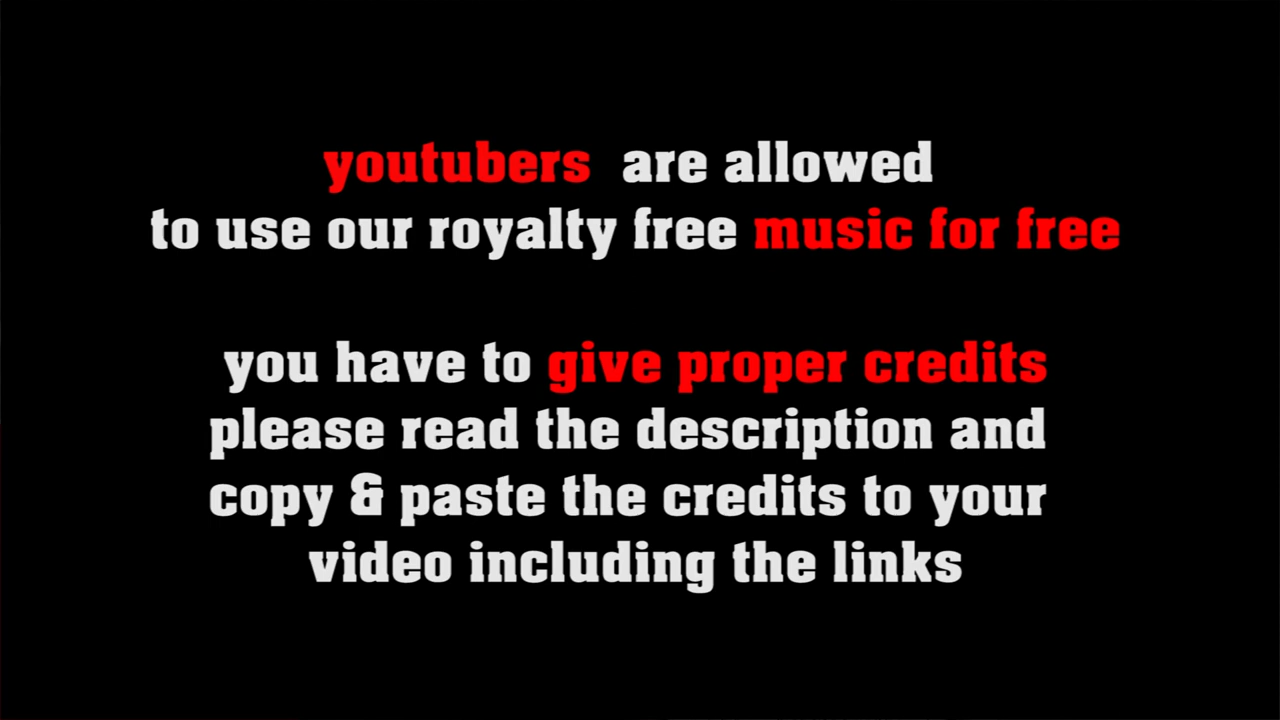 youtubers are allowed
to use our royalty free music for free
you have to give proper credits
please read the description and
copy & paste the credits to your
video including the links